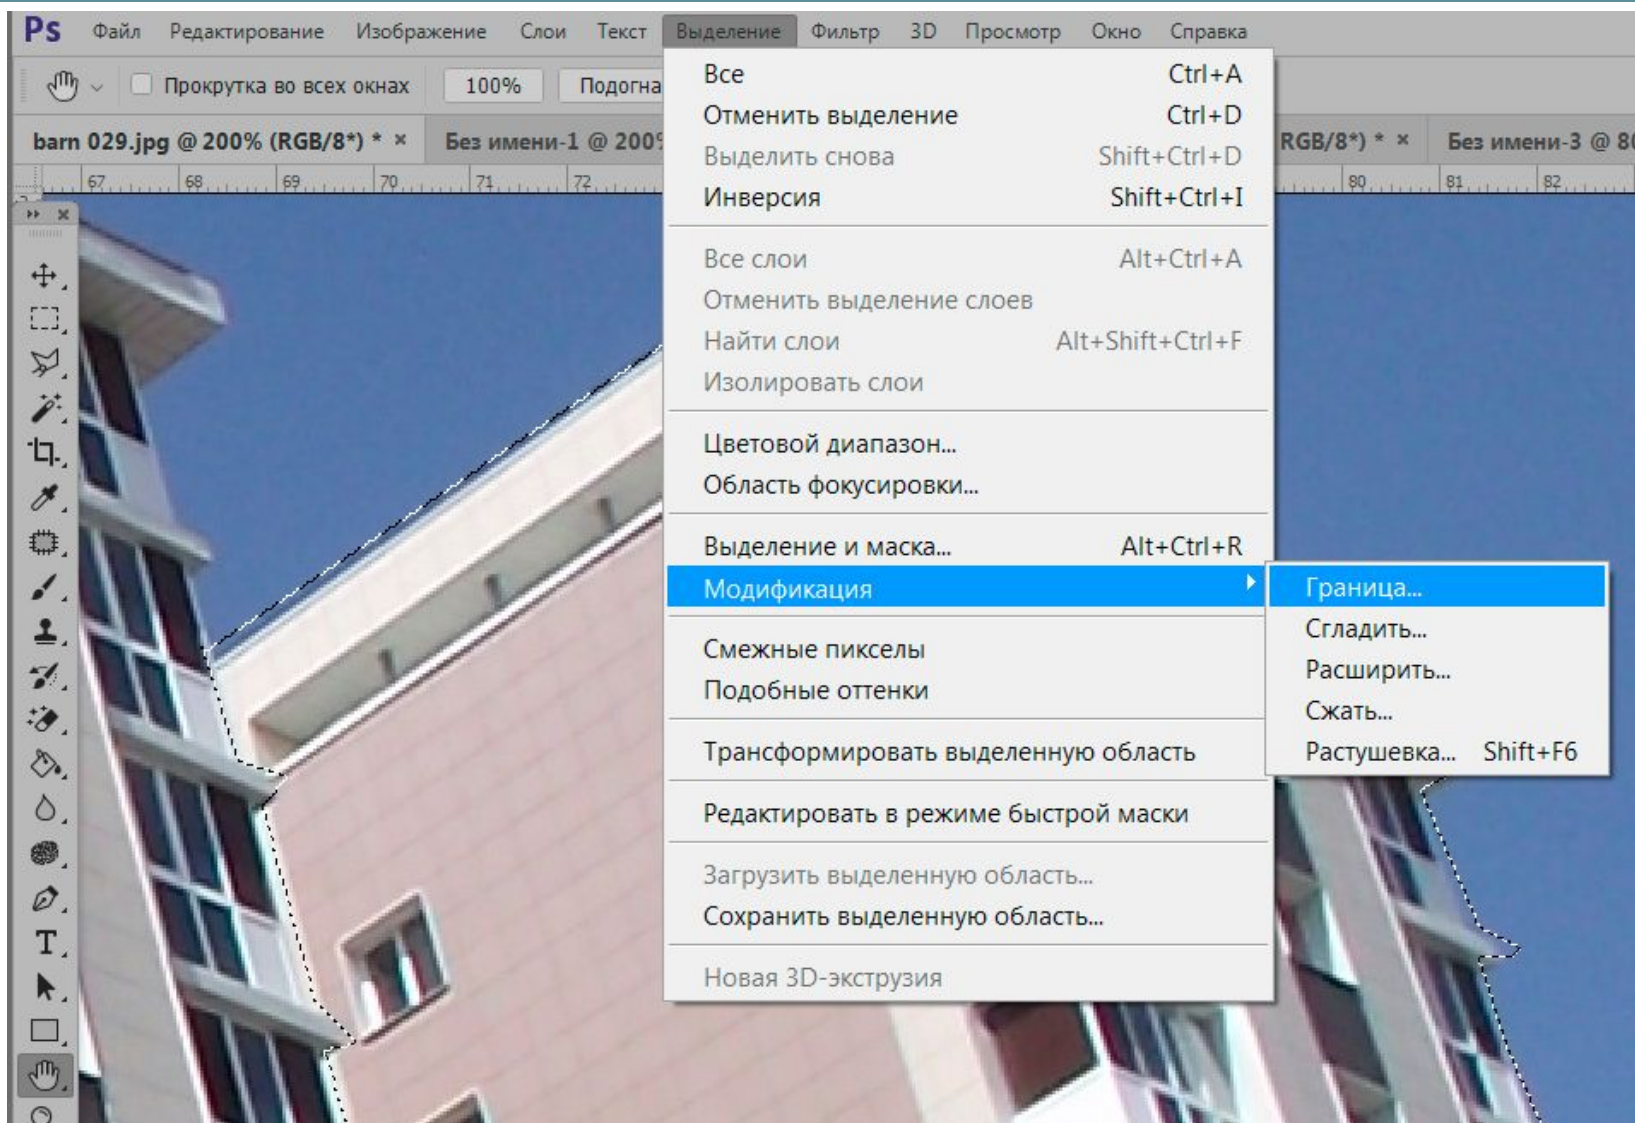 Ps Файл Редактирование Изображение Слои Текст Выделение Фильтр 3D Просмотр Окно Справка
Прокрутка во всех окнах 100%
barn 029.jpg @ 200% (RGB/8*) * × Без имени-1 @ 200% RGB/8*) * × Без имени-3 @
67 68 69 70 71 72 80 81 82
Все Ctrl+A
Отменить выделение Ctrl+D
Выделить снова Shift+Ctrl+D
Инверсия Shift+Ctrl+I
Все слои Alt+Ctrl+A
Отменить выделение слоев
Найти слои Alt+Shift+Ctrl+F
Изолировать слои
Цветовой диапазон...
Область фокусировки...
Выделение и маска... Alt+Ctrl+R
Модификация
Граница...
Сгладить...
Расширить...
Сжать...
Растушевка... Shift+F6
Смежные пикселы
Подобные оттенки
Трансформировать выделенную область
Редактировать в режиме быстрой маски
Загрузить выделенную область...
Сохранить выделенную область...
Новая 3D-экструзия